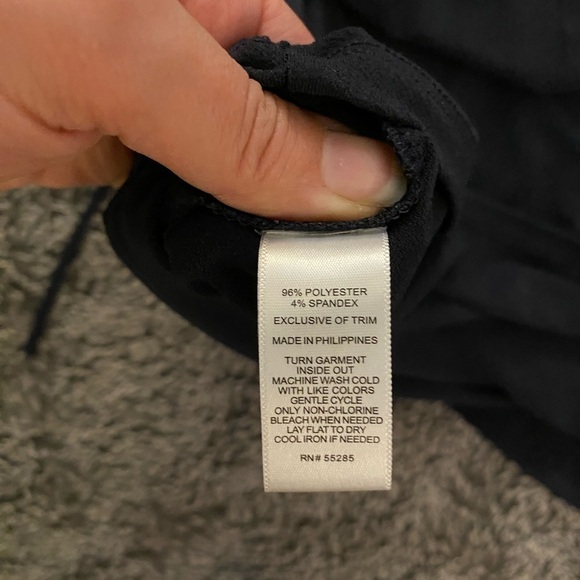 96% POLYESTER
4% SPANDEX
EXCLUSIVE OF TRIM
MADE IN PHILIPPINES
TURN GARMENT
INSIDE OUT
MACHINE WASH COLD
WITH LIKE COLORS
GENTLE CYCLE
ONLY NON-CHLORINE
BLEACH WHEN NEEDED
LAY FLAT TO DRY
COOL IRON IF NEEDED
RN# 55285